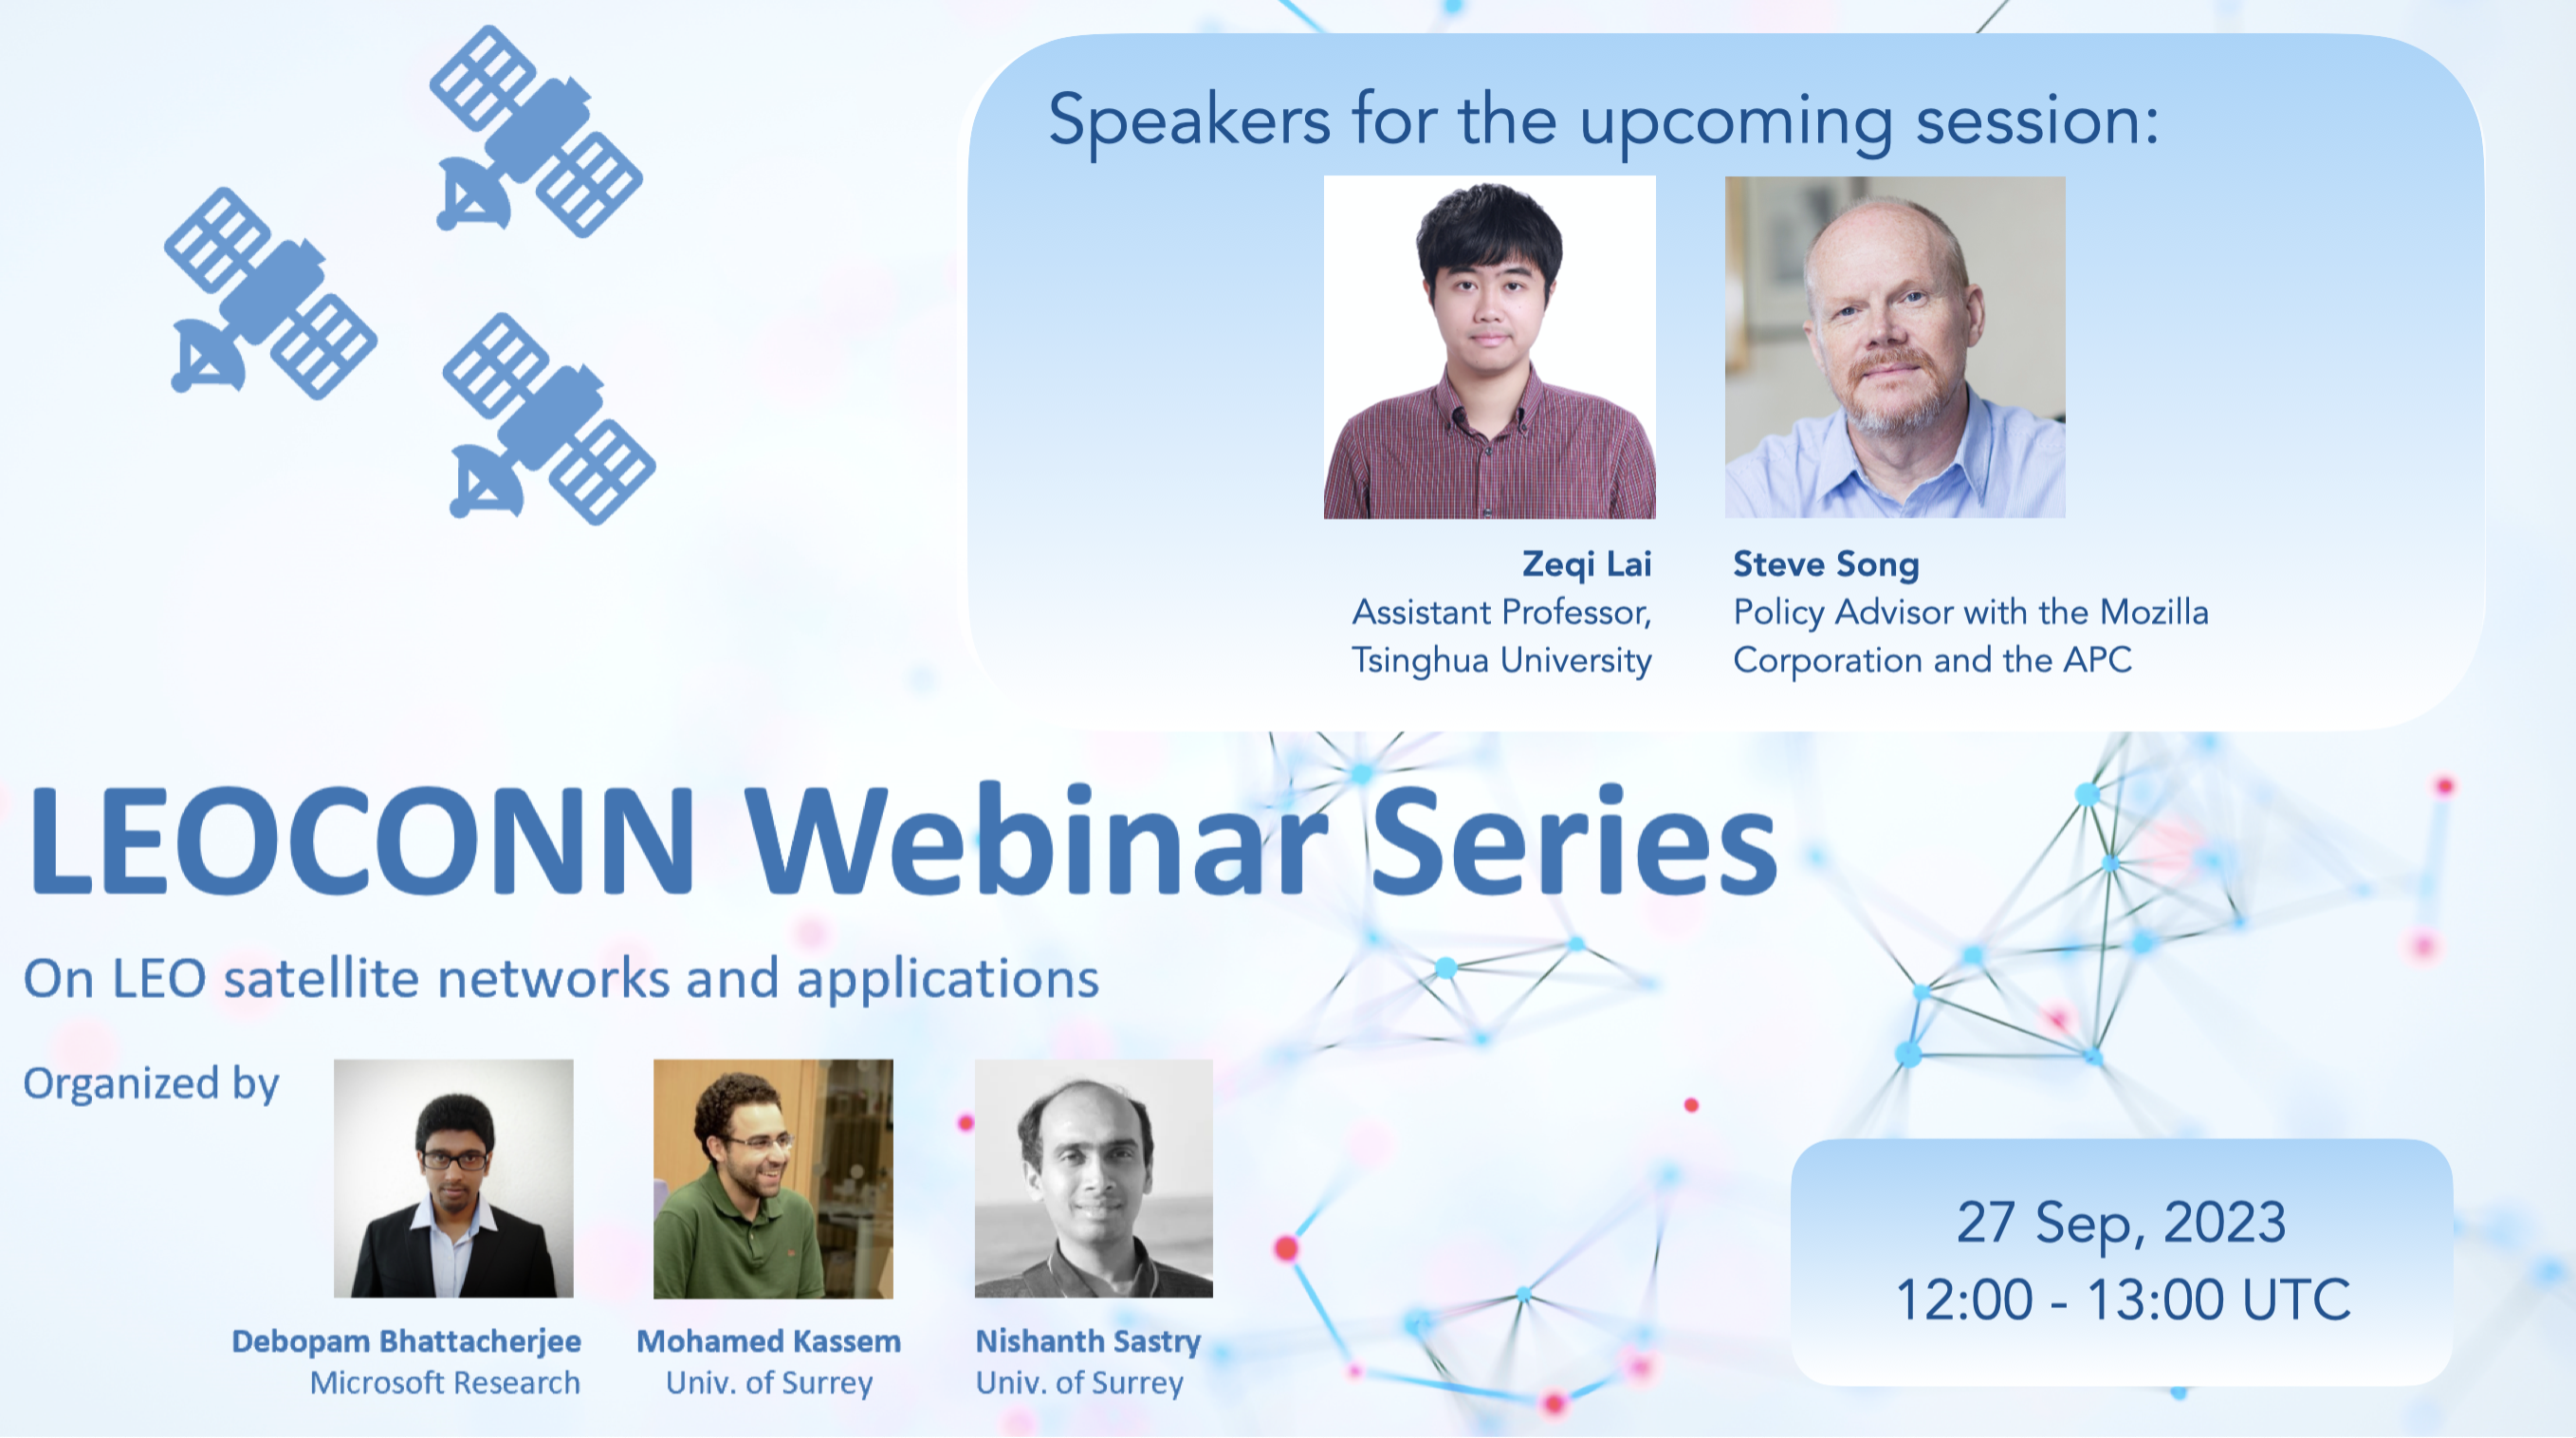 Speakers for the upcoming session:
Zeqi Lai
Assistant Professor,
Tsinghua University
Steve Song
Policy Advisor with the Mozilla
Corporation and the APC
LEOCONN Webinar Series
On LEO satellite networks and applications
Organized by
Debopam Bhattacherjee
Microsoft Research
Mohamed Kassem
Univ. of Surrey
Nishanth Sastry
Univ. of Surrey
27 Sep, 2023
12:00 - 13:00 UTC